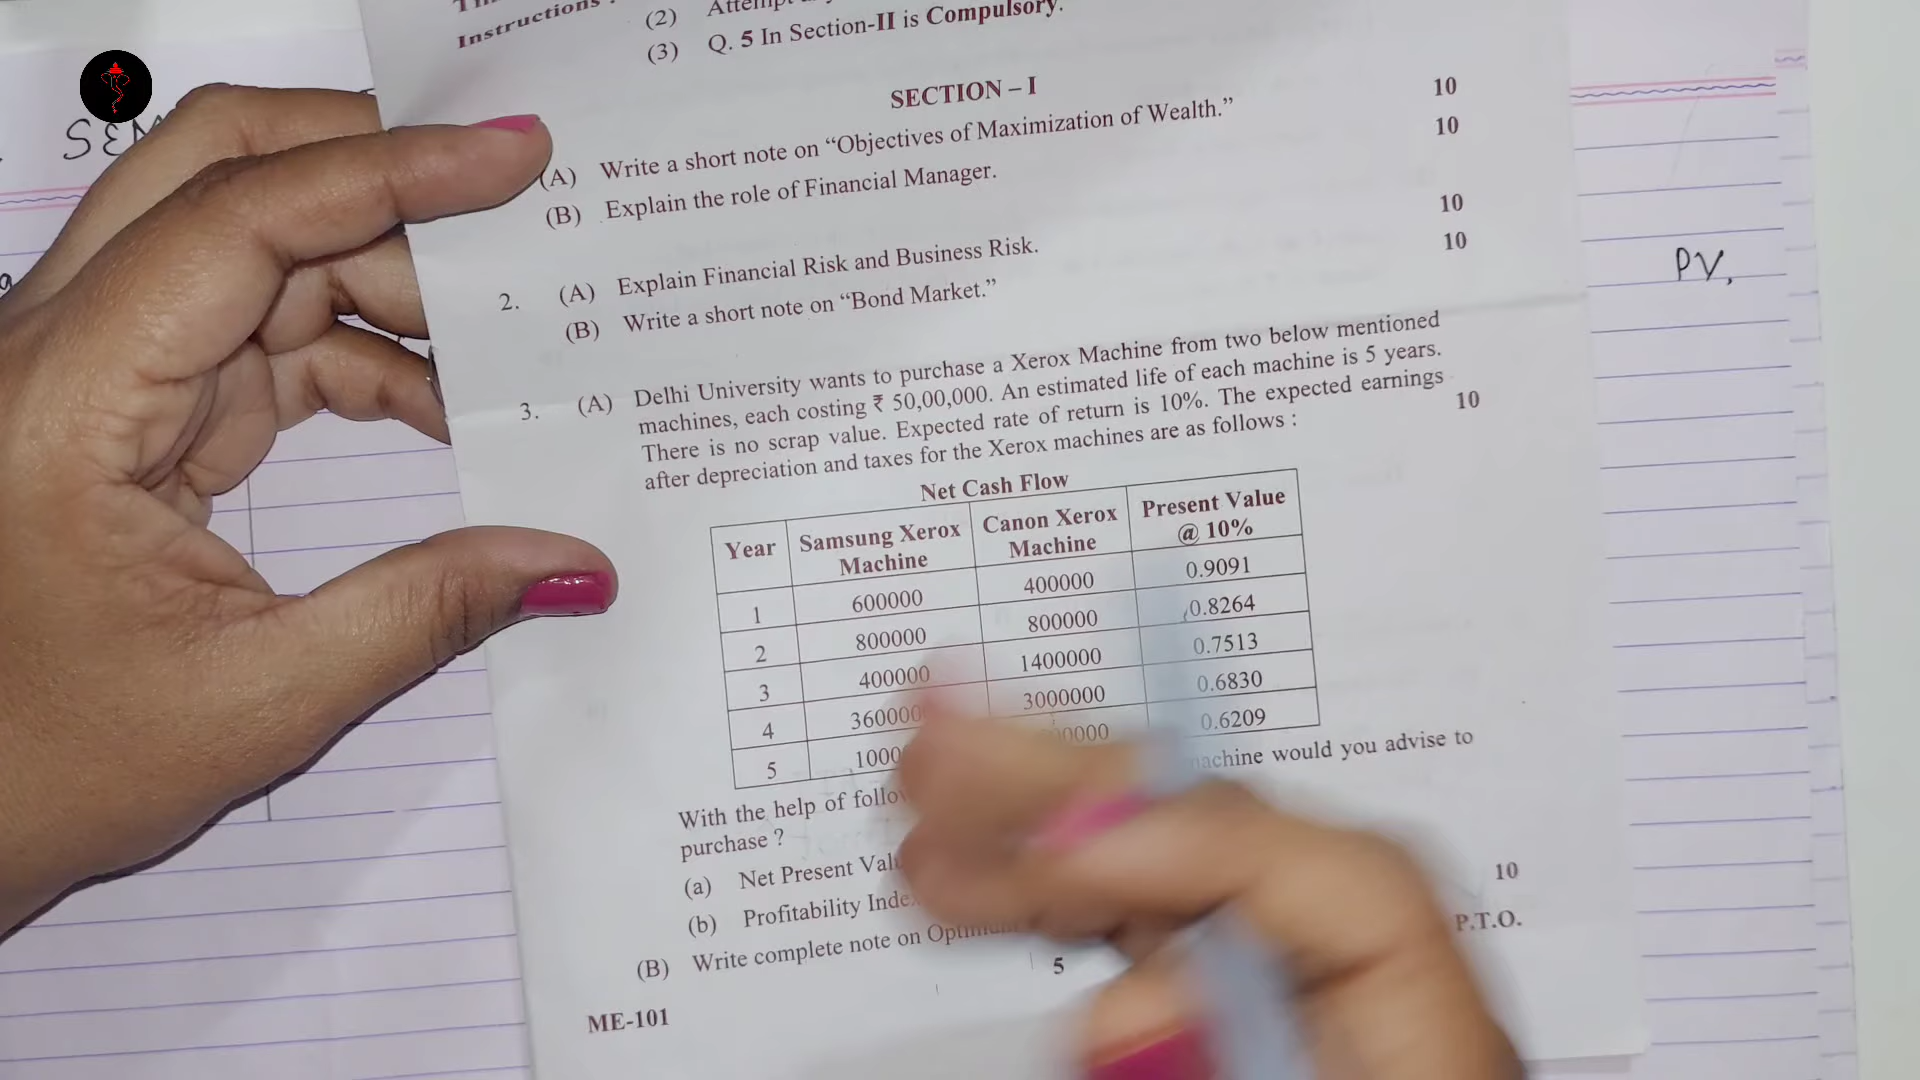 Instructions :
(2) Attempt
(3) Q. 5 In Section-II is Compulsory.
SECTION – I
(A) Write a short note on “Objectives of Maximization of Wealth.” 10
(B) Explain the role of Financial Manager. 10
2. (A) Explain Financial Risk and Business Risk. 10
(B) Write a short note on “Bond Market.” 10
3. (A) Delhi University wants to purchase a Xerox Machine from two below mentioned
machines, each costing ₹ 50,00,000. An estimated life of each machine is 5 years.
There is no scrap value. Expected rate of return is 10%. The expected earnings
after depreciation and taxes for the Xerox machines are as follows : 10
Net Cash Flow
Year Samsung Xerox Machine Canon Xerox Machine Present Value @ 10%
1 600000 400000 0.9091
2 800000 800000 0.8264
3 400000 1400000 0.7513
4 3000000 0.6830
5 0.6209
With the help of machine would you advise to
purchase ?
(a) Net Present
(b) Profitability
(B) Write complete note on 10
P.T.O.
ME-101 5
SEM
PV,